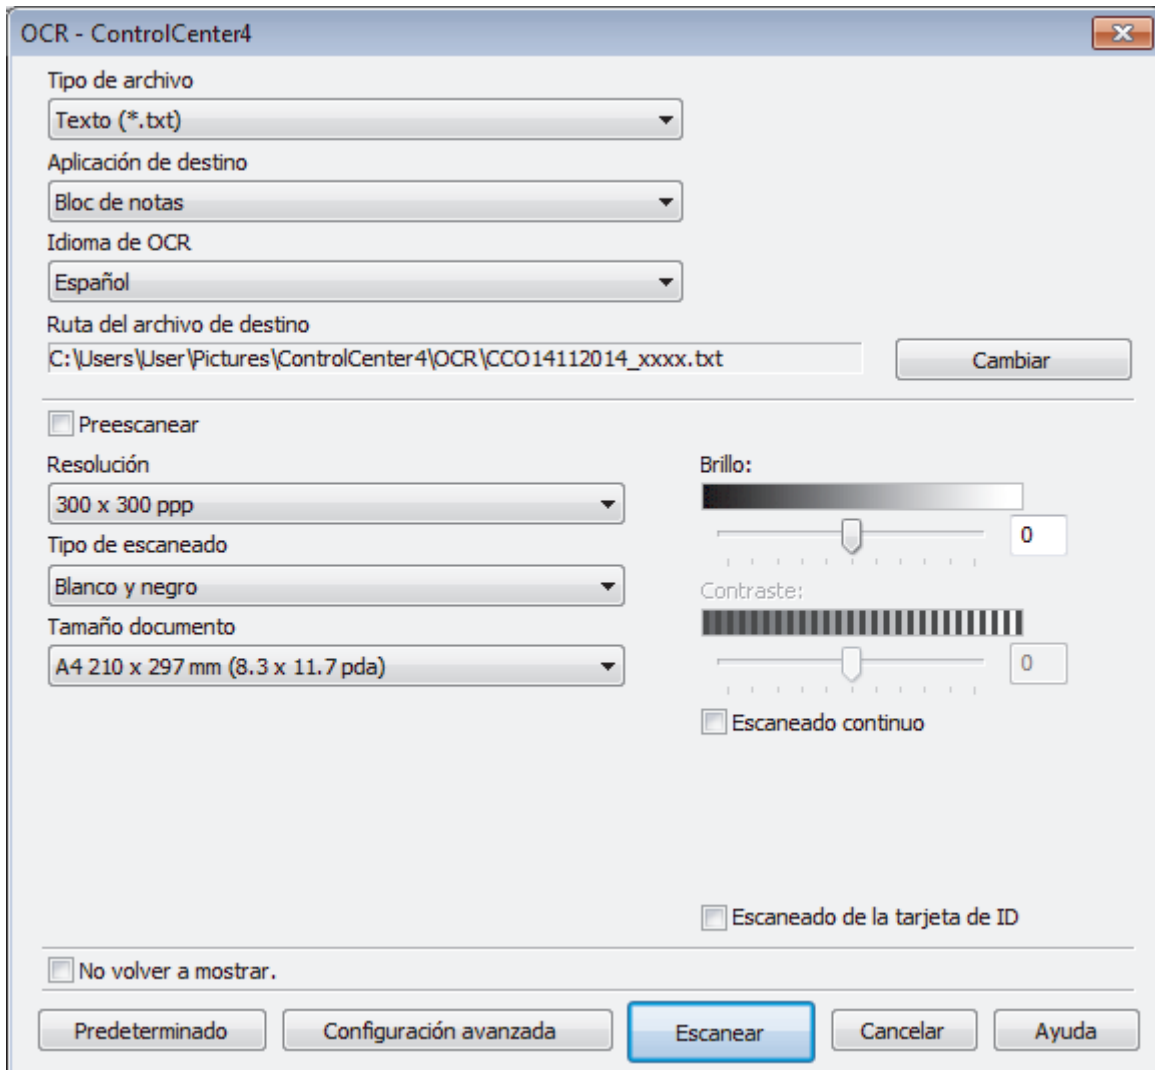 OCR - ControlCenter4
Tipo de archivo
Texto (*.txt)
Aplicación de destino
Bloc de notas
Idioma de OCR
Español
Ruta del archivo de destino
C:\Users\User\Pictures\ControlCenter4\OCR\CCO14112014_xxxx.txt
Cambiar
Preescanear
Resolución
300 x 300 ppp
Tipo de escaneado
Blanco y negro
Tamaño documento
A4 210 x 297 mm (8.3 x 11.7 pda)
Brillo:
0
Contraste:
0
Escaneado continuo
Escaneado de la tarjeta de ID
No volver a mostrar.
Predeterminado
Configuración avanzada
Escanear
Cancelar
Ayuda